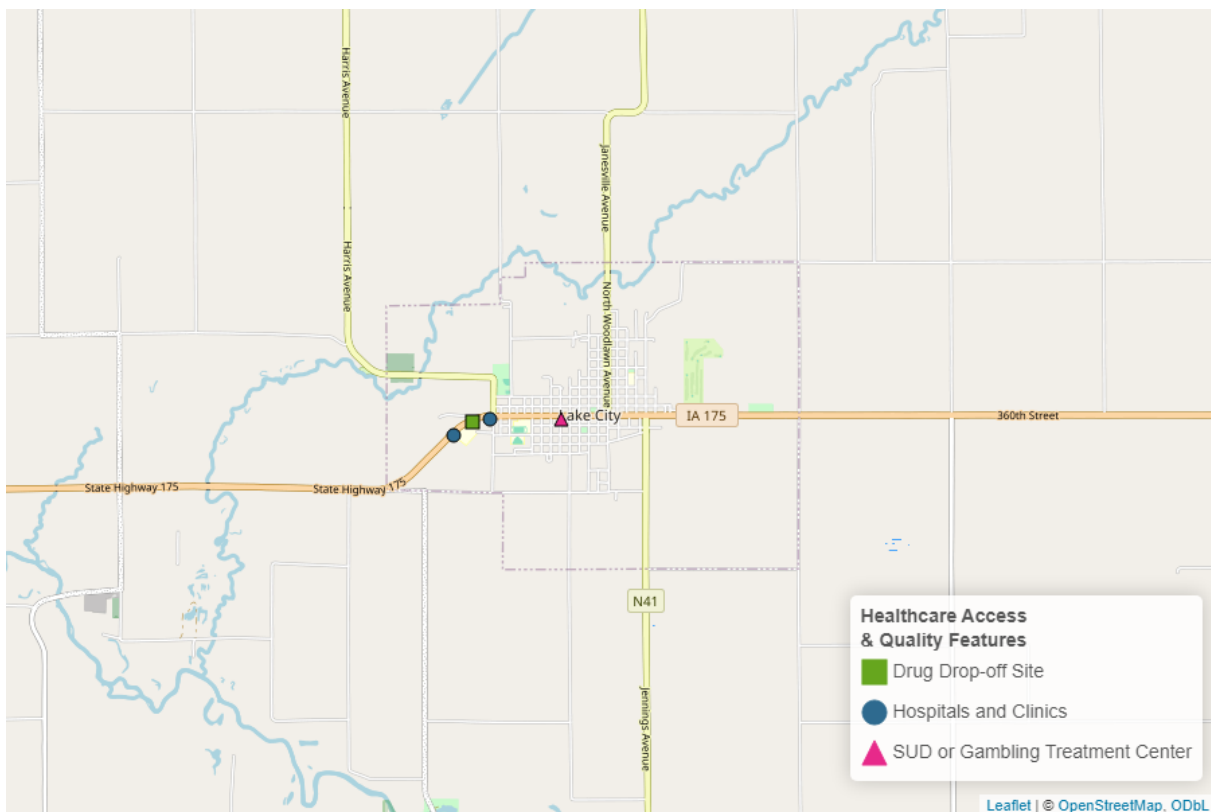 Harris Avenue
Janesville Avenue
Harris Avenue
North Woodlawn Avenue
Lake City
IA 175
360th Street
State Highway 175
State Highway 175
N41
Jennings Avenue
Healthcare Access
& Quality Features
Drug Drop-off Site
Hospitals and Clinics
SUD or Gambling Treatment Center
Leaflet | © OpenStreetMap, ODbL